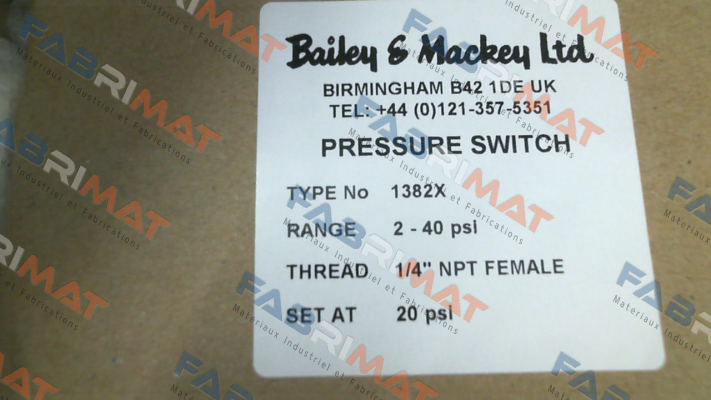 Bailey & Mackey Ltd
BIRMINGHAM B42 1DE UK
TEL: +44 (0)121-357-5351
PRESSURE SWITCH
TYPE No 1382X
RANGE 2 - 40 psi
THREAD 1/4" NPT FEMALE
SET AT 20 psi
FABRIMAT
Matériaux Industriel et Fabrications